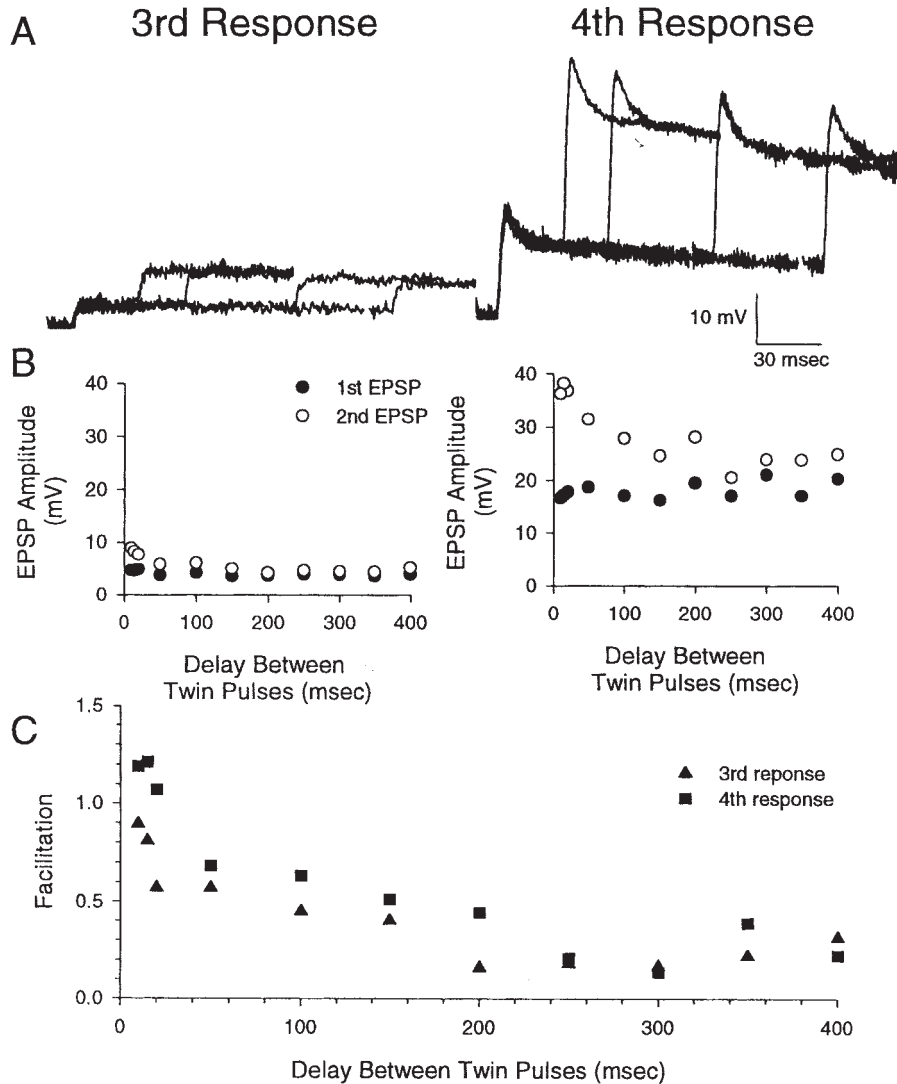 A
3rd Response
4th Response
10 mV
30 msec
B
40
30
20
10
0
EPSP Amplitude
(mV)
1st EPSP
2nd EPSP
0
100
200
300
400
Delay Between
Twin Pulses (msec)
40
30
20
10
0
EPSP Amplitude
(mV)
0
100
200
300
400
Delay Between
Twin Pulses (msec)
C
1.5
1.0
0.5
0.0
Facilitation
3rd reponse
4th response
0
100
200
300
400
Delay Between Twin Pulses (msec)